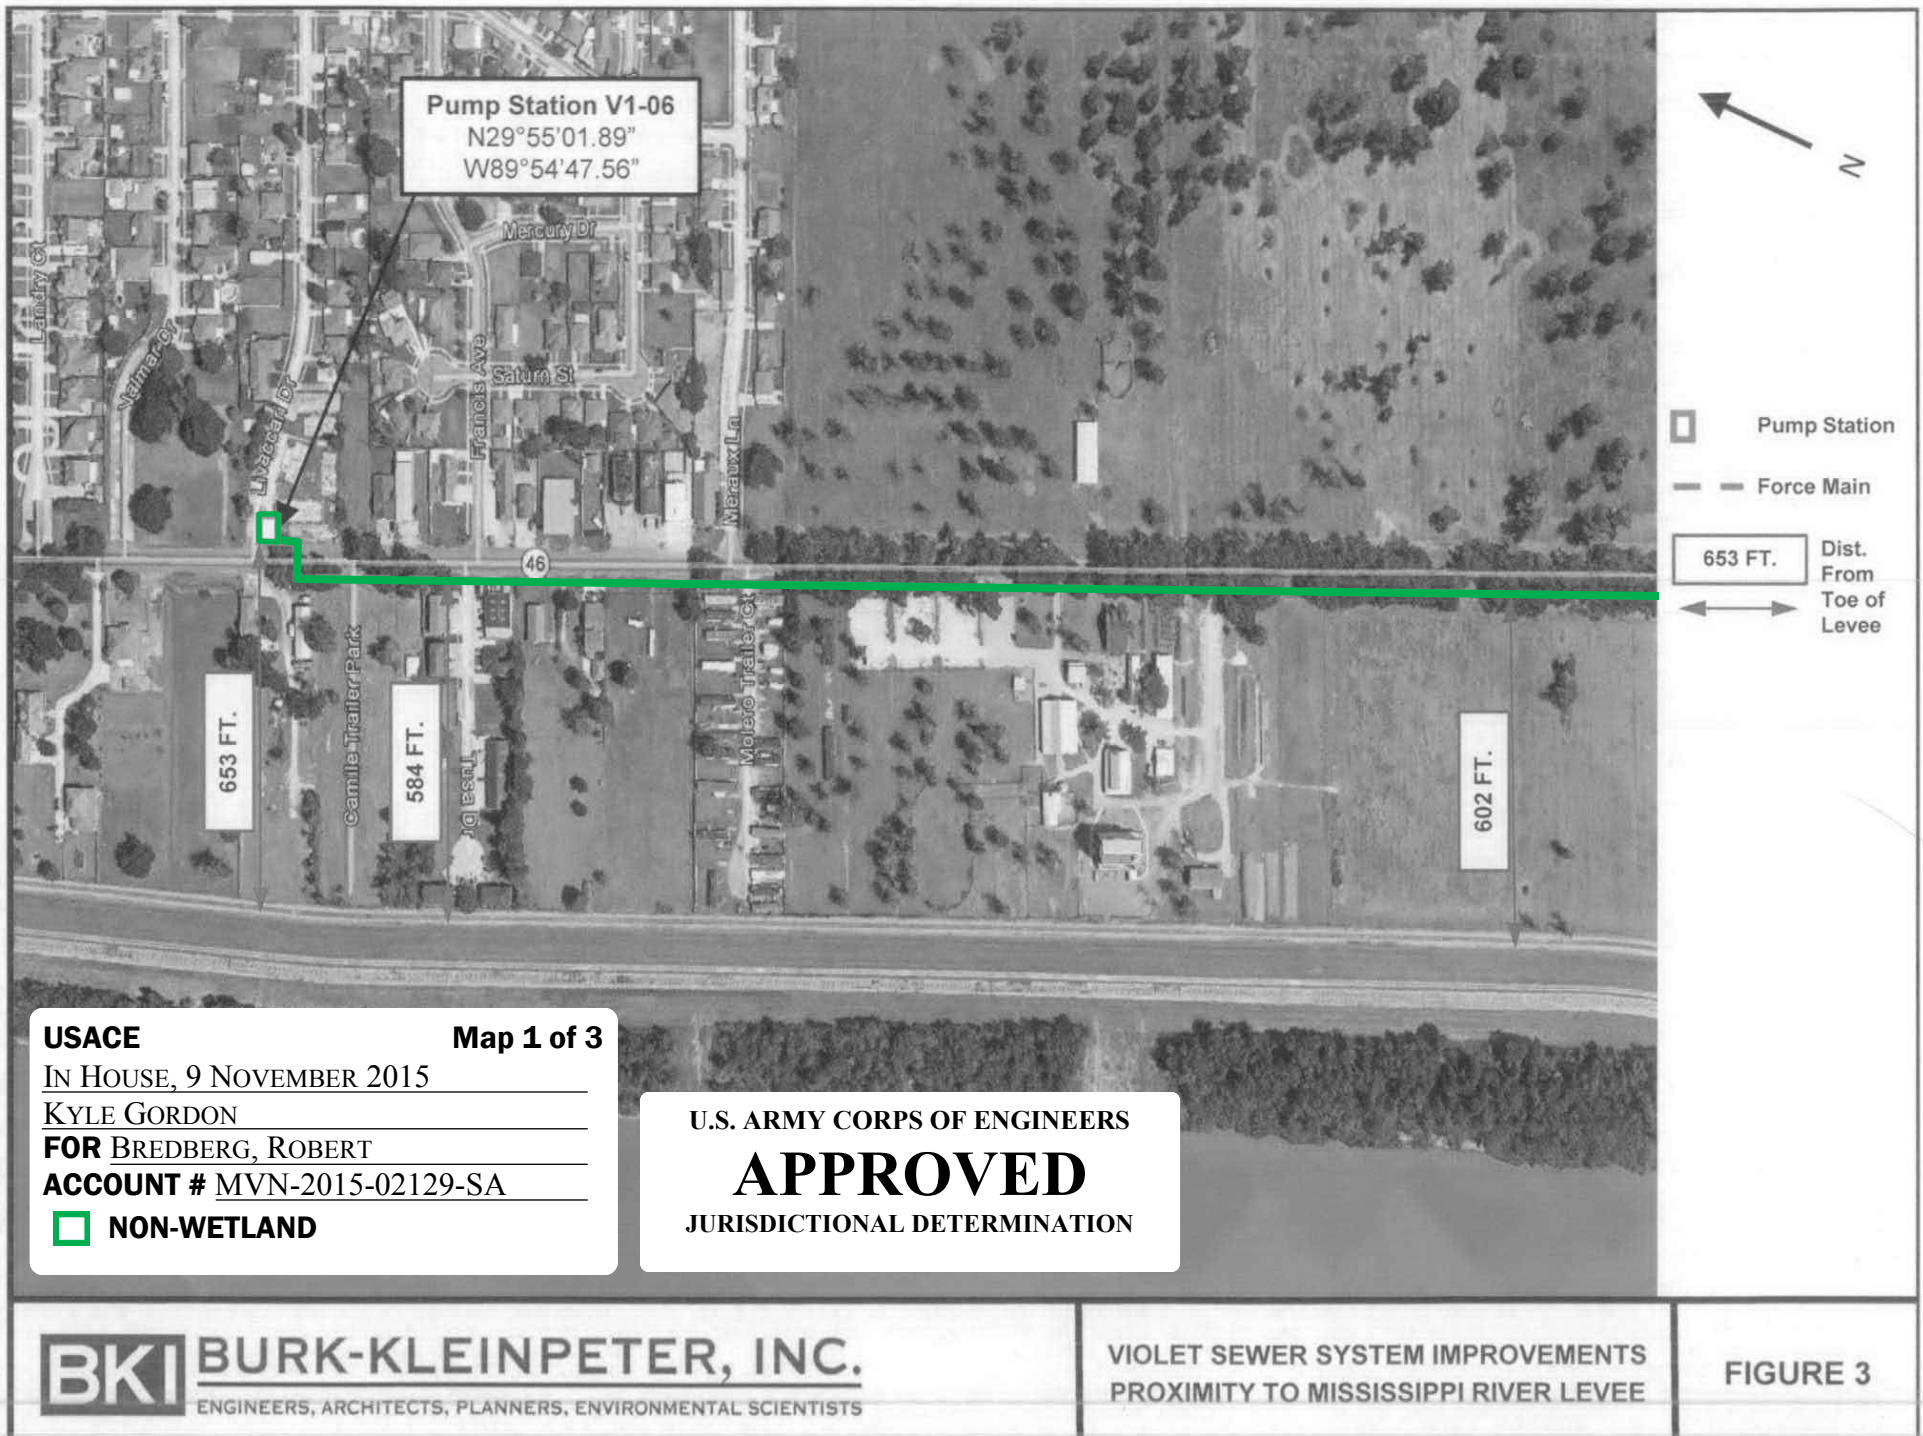 Pump Station V1-06
N29°55'01.89"
W89°54'47.56"
N
Landry Ct
Jalmar Dr
Livaccari Dr
Mercury Dr
Francis Ave
Saturn St
Meraux Ln
46
Camile Trailer Park
Tusa Dr
Molero Trailer Ct
653 FT.
584 FT.
602 FT.
Pump Station
Force Main
653 FT.
Dist.
From
Toe of
Levee
USACE Map 1 of 3
IN HOUSE, 9 NOVEMBER 2015
KYLE GORDON
FOR BREDBERG, ROBERT
ACCOUNT # MVN-2015-02129-SA
NON-WETLAND
U.S. ARMY CORPS OF ENGINEERS
APPROVED
JURISDICTIONAL DETERMINATION
BKI BURK-KLEINPETER, INC.
ENGINEERS, ARCHITECTS, PLANNERS, ENVIRONMENTAL SCIENTISTS
VIOLET SEWER SYSTEM IMPROVEMENTS
PROXIMITY TO MISSISSIPPI RIVER LEVEE
FIGURE 3